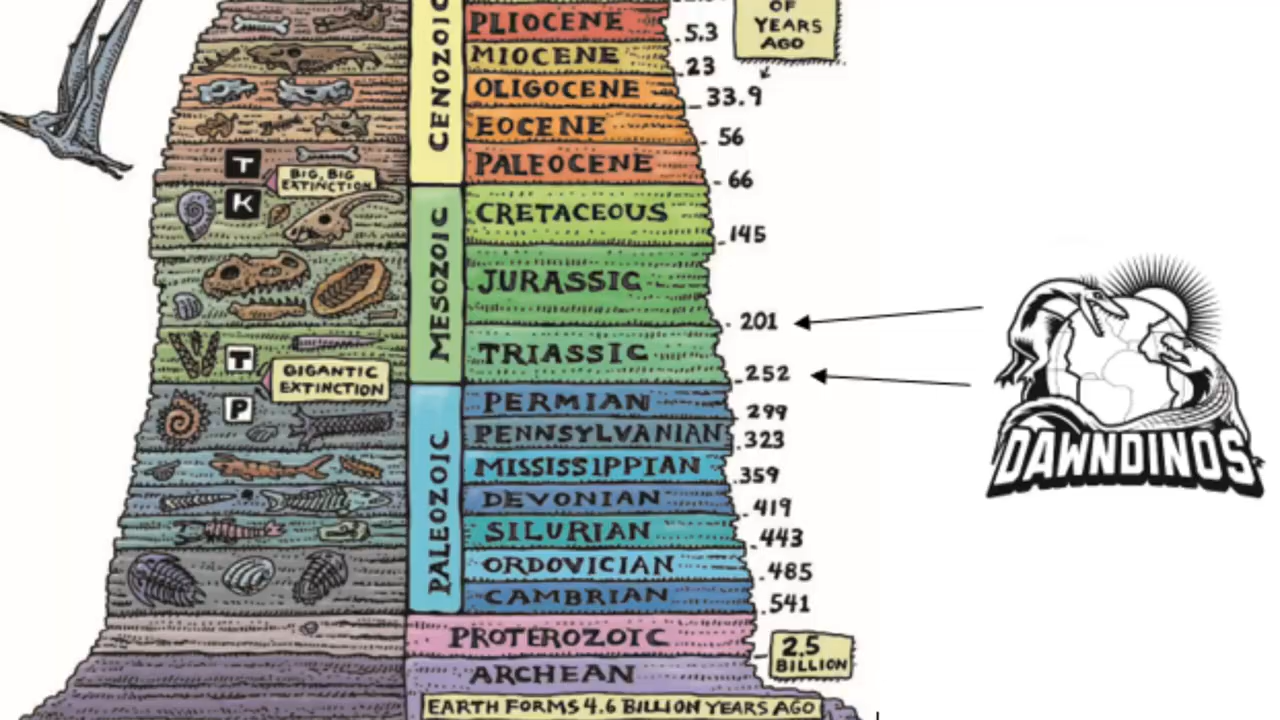 OF
YEARS
AGO
CENOZOIC
PLIOCENE
5.3
MIOCENE
23
OLIGOCENE
33.9
EOCENE
56
T
PALEOCENE
BIG, BIG
EXTINCTION
66
K
MESOZOIC
CRETACEOUS
145
JURASSIC
201
TRIASSIC
T
GIGANTIC
EXTINCTION
252
P
PALEOZOIC
PERMIAN
299
PENNSYLVANIAN
323
MISSISSIPPIAN
359
DEVONIAN
419
SILURIAN
443
ORDOVICIAN
485
CAMBRIAN
541
PROTEROZOIC
2.5
BILLION
ARCHEAN
EARTH FORMS 4.6 BILLION YEARS AGO
DAWNDINOS